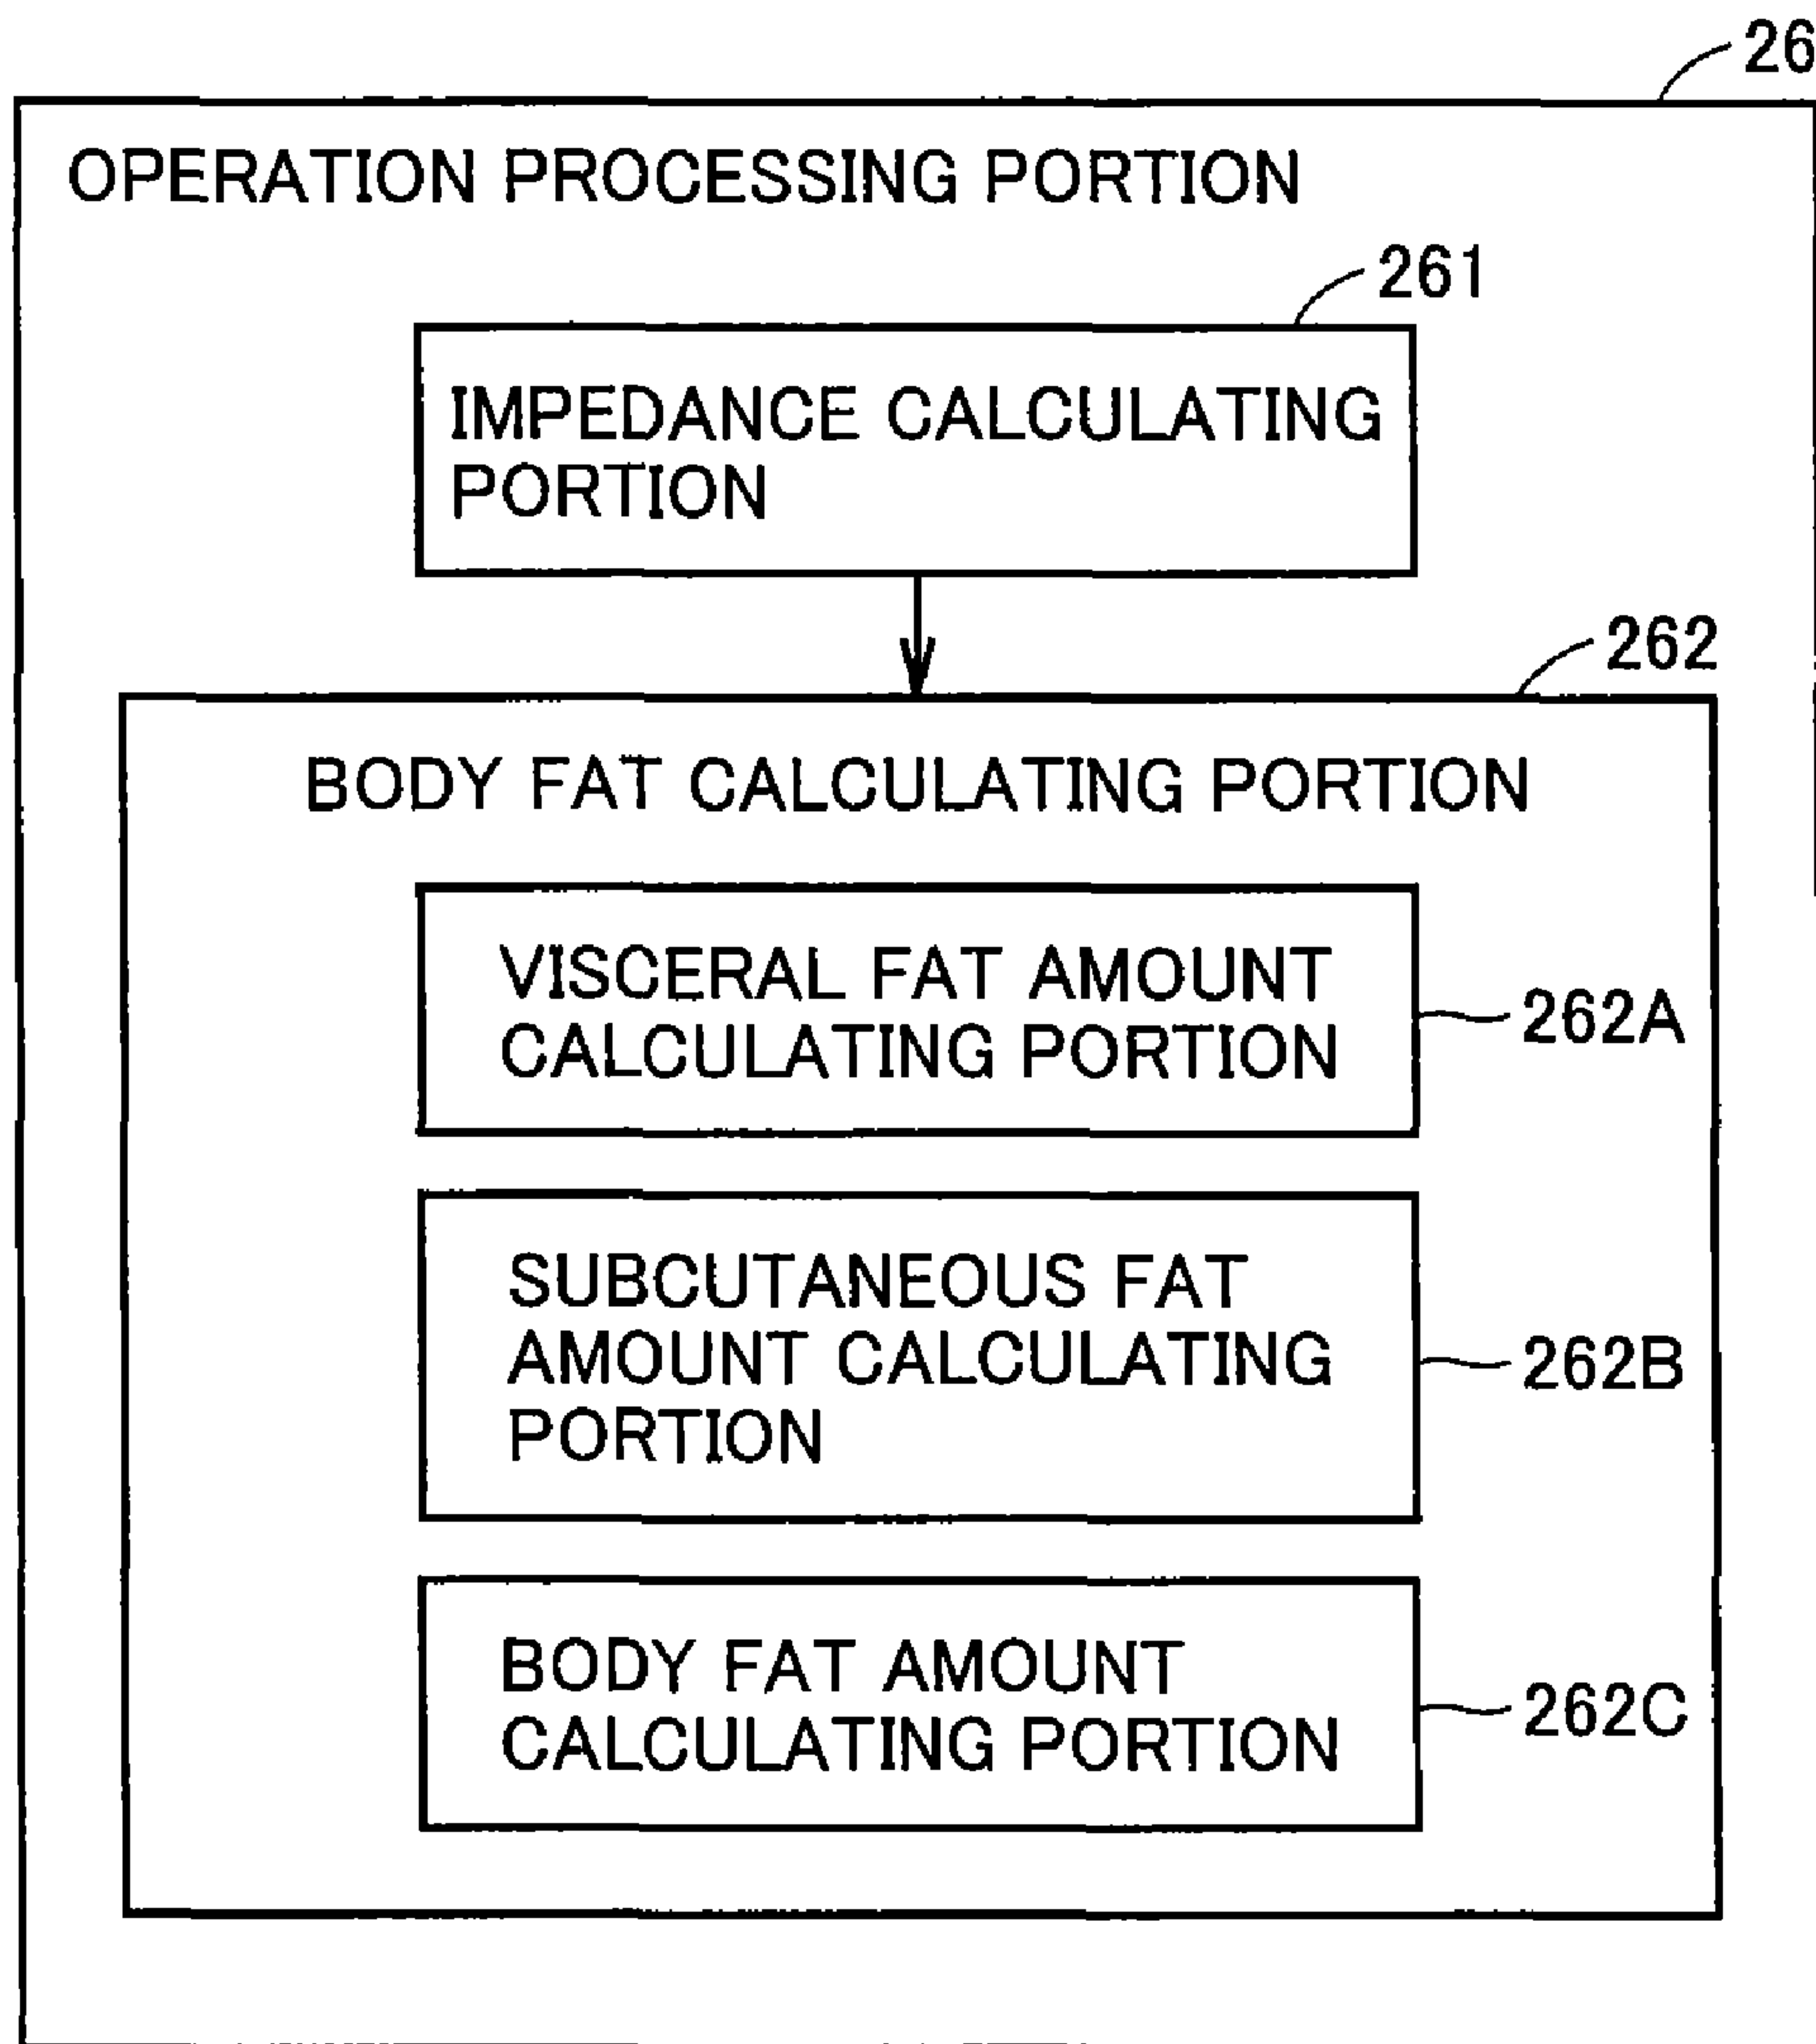 26
OPERATION PROCESSING PORTION
261
IMPEDANCE CALCULATING
PORTION
262
BODY FAT CALCULATING PORTION
VISCERAL FAT AMOUNT
CALCULATING PORTION
262A
SUBCUTANEOUS FAT
AMOUNT CALCULATING
PORTION
262B
BODY FAT AMOUNT
CALCULATING PORTION
262C